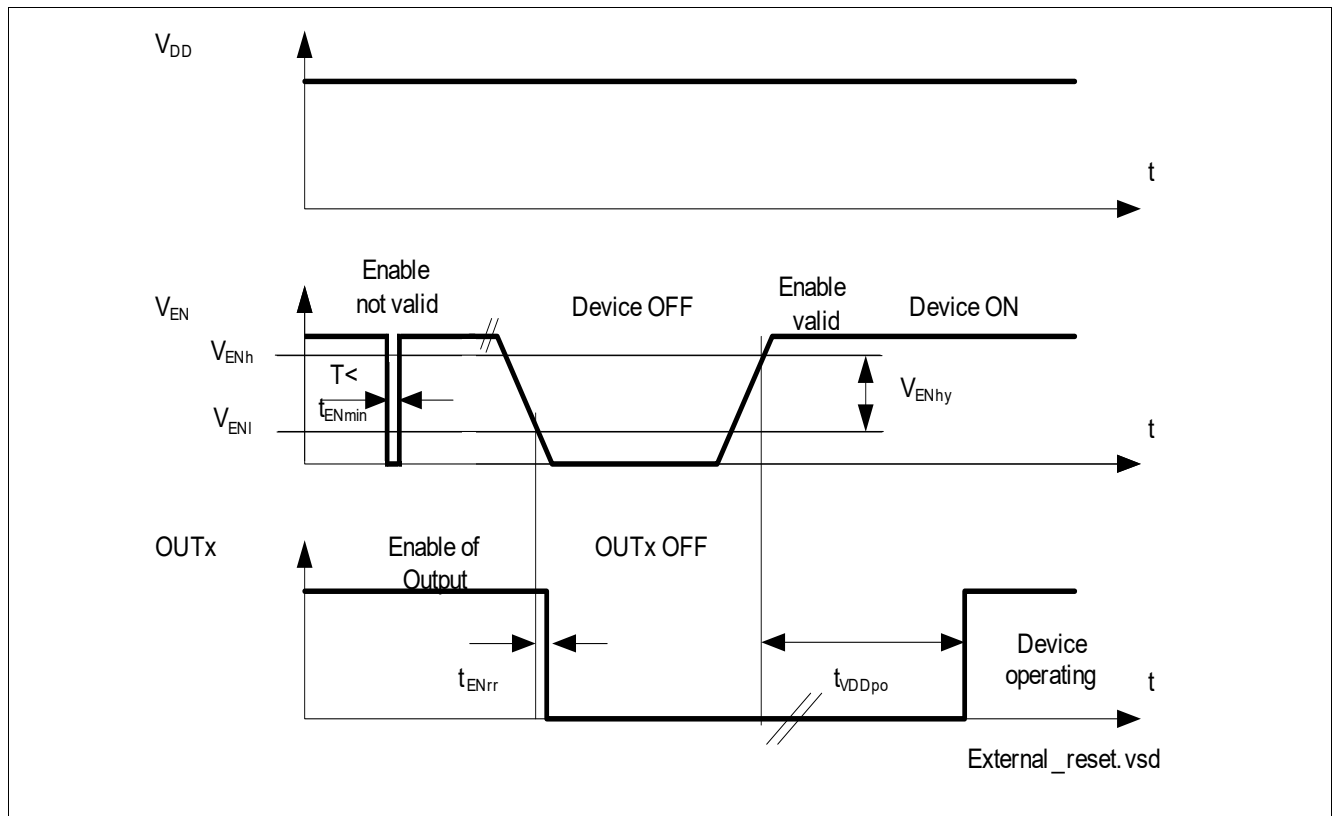 VDD
t
Enable
not valid
VEN
Device OFF
Enable
valid
Device ON
VENh
T<
tENmin
VENhy
VENl
t
OUTx
Enable of
Output
OUTx OFF
tENrr
tVDDpo
Device
operating
t
External_reset.vsd